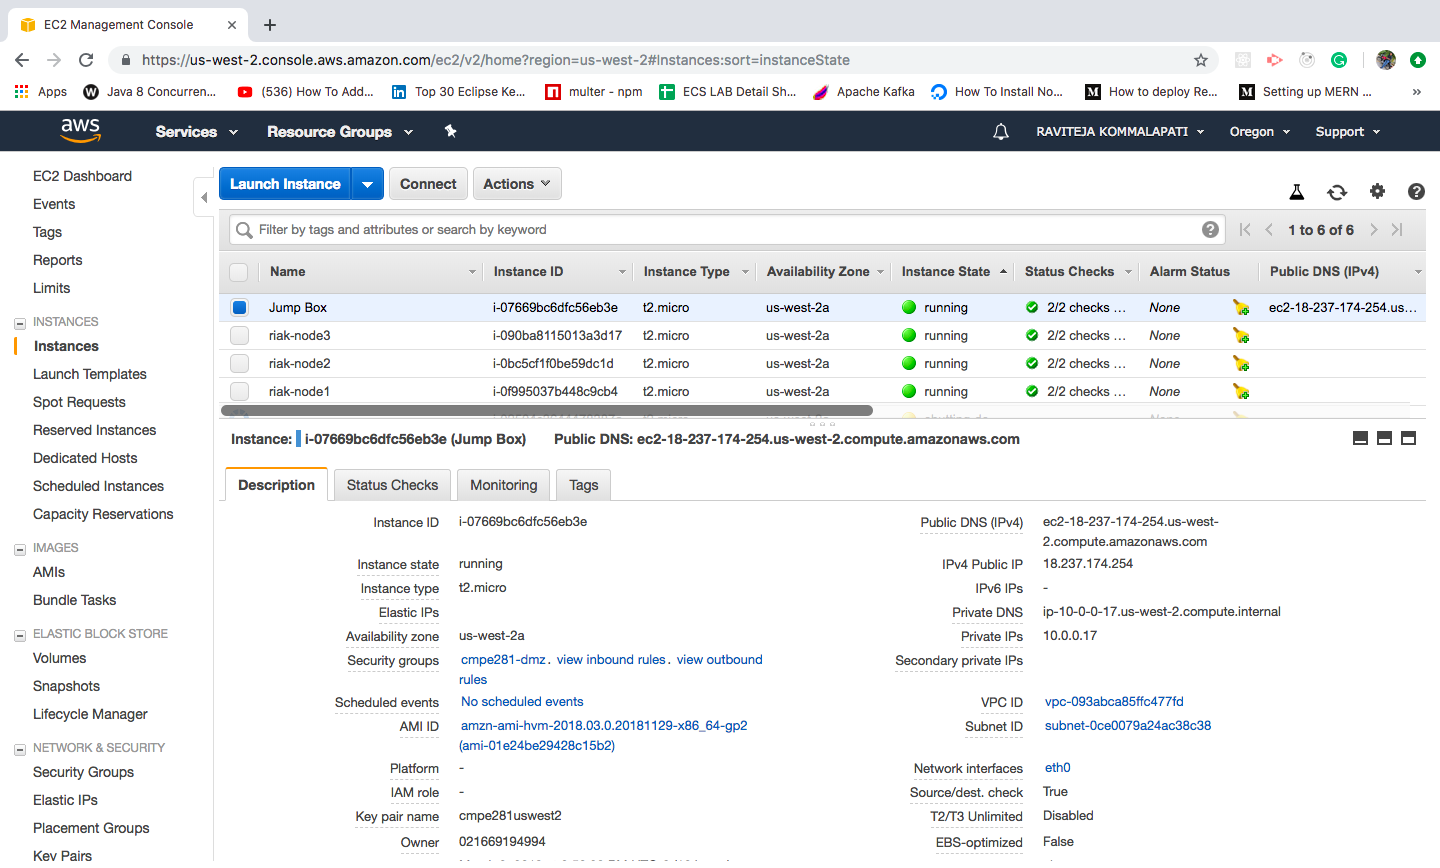 EC2 Management Console
https://us-west-2.console.aws.amazon.com/ec2/v2/home?region=us-west-2#Instances:sort=instanceState
Apps
Java 8 Concurren...
(536) How To Add...
Top 30 Eclipse Ke...
multer - npm
ECS LAB Detail Sh...
Apache Kafka
How To Install No...
How to deploy Re...
Setting up MERN ...
»
aws
Services
Resource Groups
RAVITEJA KOMMALAPATI
Oregon
Support
EC2 Dashboard
Events
Tags
Reports
Limits
INSTANCES
Instances
Launch Templates
Spot Requests
Reserved Instances
Dedicated Hosts
Scheduled Instances
Capacity Reservations
IMAGES
AMIs
Bundle Tasks
ELASTIC BLOCK STORE
Volumes
Snapshots
Lifecycle Manager
NETWORK & SECURITY
Security Groups
Elastic IPs
Placement Groups
Key Pairs
Launch Instance
Connect
Actions
Filter by tags and attributes or search by keyword
1 to 6 of 6
Name Instance ID Instance Type Availability Zone Instance State Status Checks Alarm Status Public DNS (IPv4)
Jump Box i-07669bc6dfc56eb3e t2.micro us-west-2a running 2/2 checks ... None ec2-18-237-174-254.us...
riak-node3 i-090ba8115013a3d17 t2.micro us-west-2a running 2/2 checks ... None
riak-node2 i-0bc5cf1f0be59dc1d t2.micro us-west-2a running 2/2 checks ... None
riak-node1 i-0f995037b448c9cb4 t2.micro us-west-2a running 2/2 checks ... None
Instance: i-07669bc6dfc56eb3e (Jump Box) Public DNS: ec2-18-237-174-254.us-west-2.compute.amazonaws.com
Description
Status Checks
Monitoring
Tags
Instance ID i-07669bc6dfc56eb3e
Instance state running
Instance type t2.micro
Elastic IPs
Availability zone us-west-2a
Security groups cmpe281-dmz. view inbound rules. view outbound
rules
Scheduled events No scheduled events
AMI ID amzn-ami-hvm-2018.03.0.20181129-x86_64-gp2
(ami-01e24be29428c15b2)
Platform -
IAM role -
Key pair name cmpe281uswest2
Owner 021669194994
Public DNS (IPv4) ec2-18-237-174-254.us-west-
2.compute.amazonaws.com
IPv4 Public IP 18.237.174.254
IPv6 IPs -
Private DNS ip-10-0-0-17.us-west-2.compute.internal
Private IPs 10.0.0.17
Secondary private IPs
VPC ID vpc-093abca85ffc477fd
Subnet ID subnet-0ce0079a24ac38c38
Network interfaces eth0
Source/dest. check True
T2/T3 Unlimited Disabled
EBS-optimized False